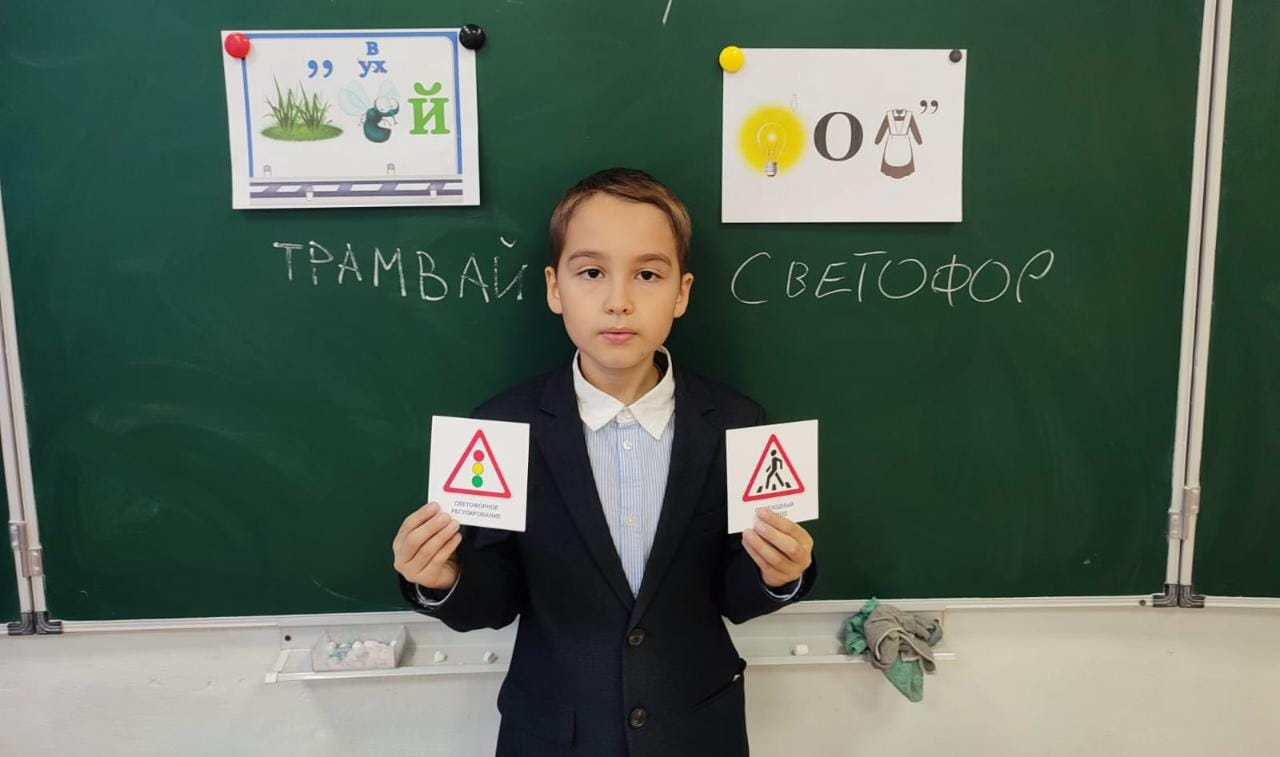 ,, в
ух
й
О ,,
ТРАМВАЙ
СВЕТОФОР
СВЕТОФОРНОЕ
РЕГУЛИРОВАНИЕ